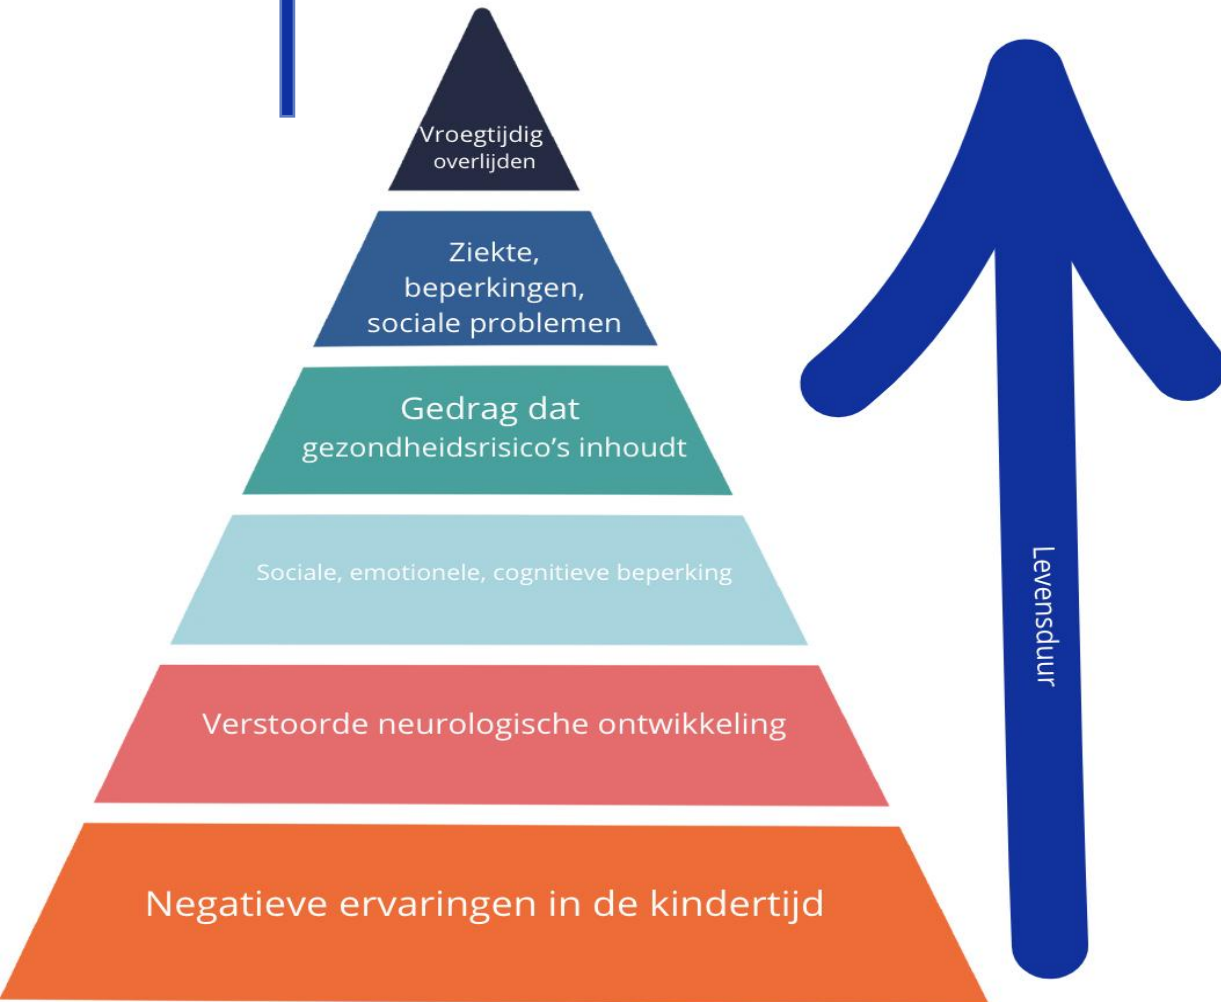 Vroegtijdig
overlijden
Ziekte,
beperkingen,
sociale problemen
Gedrag dat
gezondheidsrisico’s inhoudt
Sociale, emotionele, cognitieve beperking
Verstoorde neurologische ontwikkeling
Negatieve ervaringen in de kindertijd
Levensduur